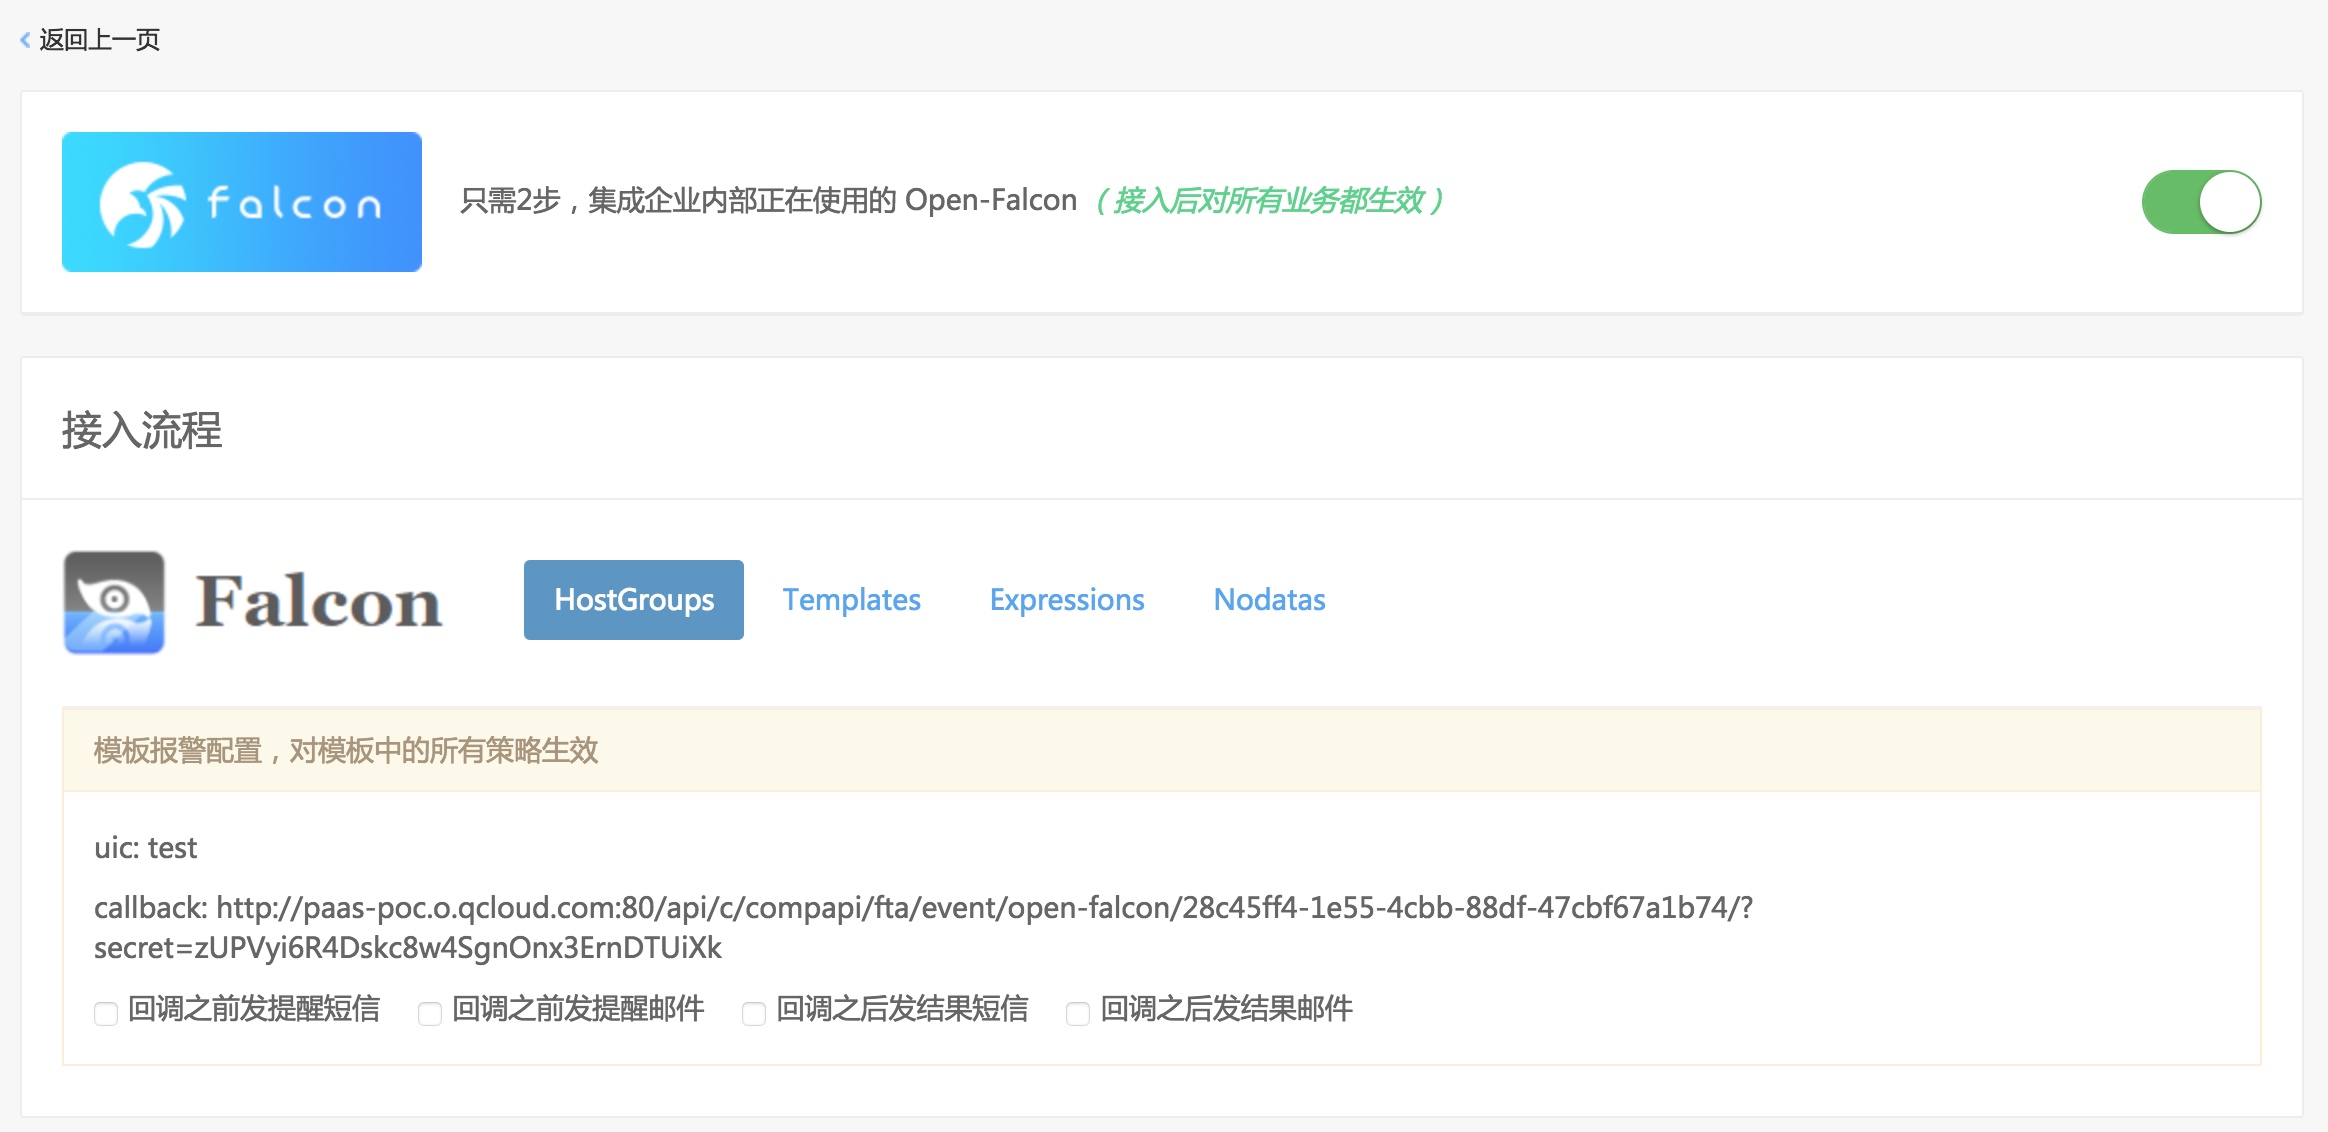 返回上一页
falcon
只需2步，集成企业内部正在使用的 Open-Falcon （接入后对所有业务都生效）
接入流程
Falcon HostGroups Templates Expressions Nodatas
模板报警配置，对模板中的所有策略生效
uic: test
callback: http://paas-poc.o.qcloud.com:80/api/c/compapi/fta/event/open-falcon/28c45ff4-1e55-4cbb-88df-47cbf67a1b74/?
secret=zUPVyi6R4Dskc8w4SgnOnx3ErnDTUiXk
回调之前发提醒短信 回调之前发提醒邮件 回调之后发结果短信 回调之后发结果邮件